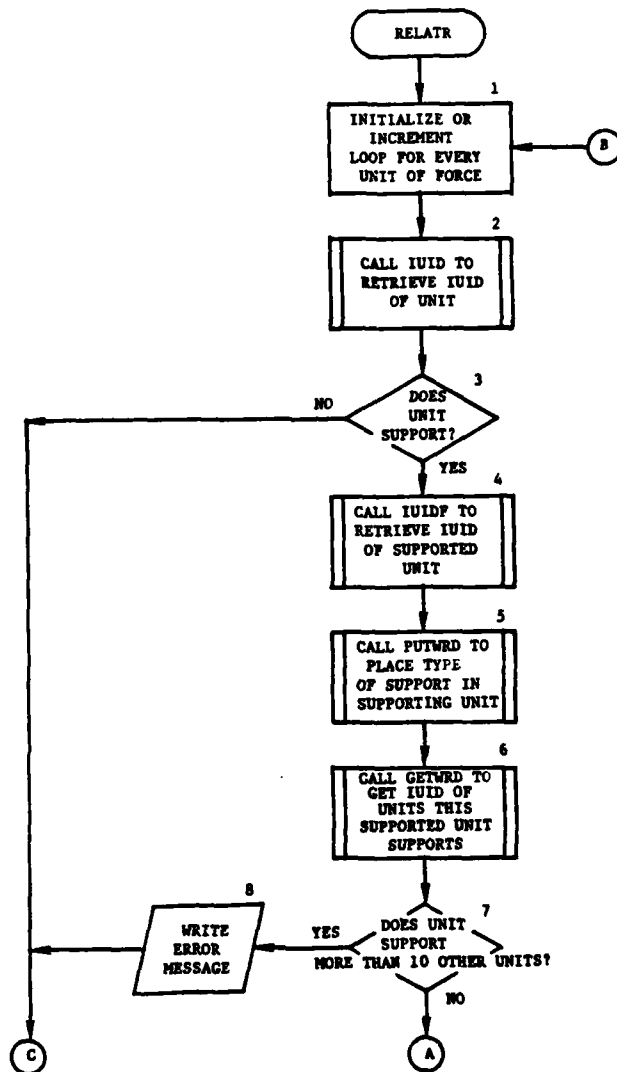 RELATR
1
INITIALIZE OR
INCREMENT
LOOP FOR EVERY
UNIT OF FORCE
B
2
CALL IUID TO
RETRIEVE IUID
OF UNIT
3
NO
DOES
UNIT
SUPPORT?
YES
4
CALL IUIDF TO
RETRIEVE IUID
OF SUPPORTED
UNIT
5
CALL PUTWRD TO
PLACE TYPE
OF SUPPORT IN
SUPPORTING UNIT
6
CALL GETWRD TO
GET IUID OF
UNITS THIS
SUPPORTED UNIT
SUPPORTS
8
WRITE
ERROR
MESSAGE
YES
7
DOES UNIT
SUPPORT
MORE THAN 10 OTHER UNITS?
NO
C
A